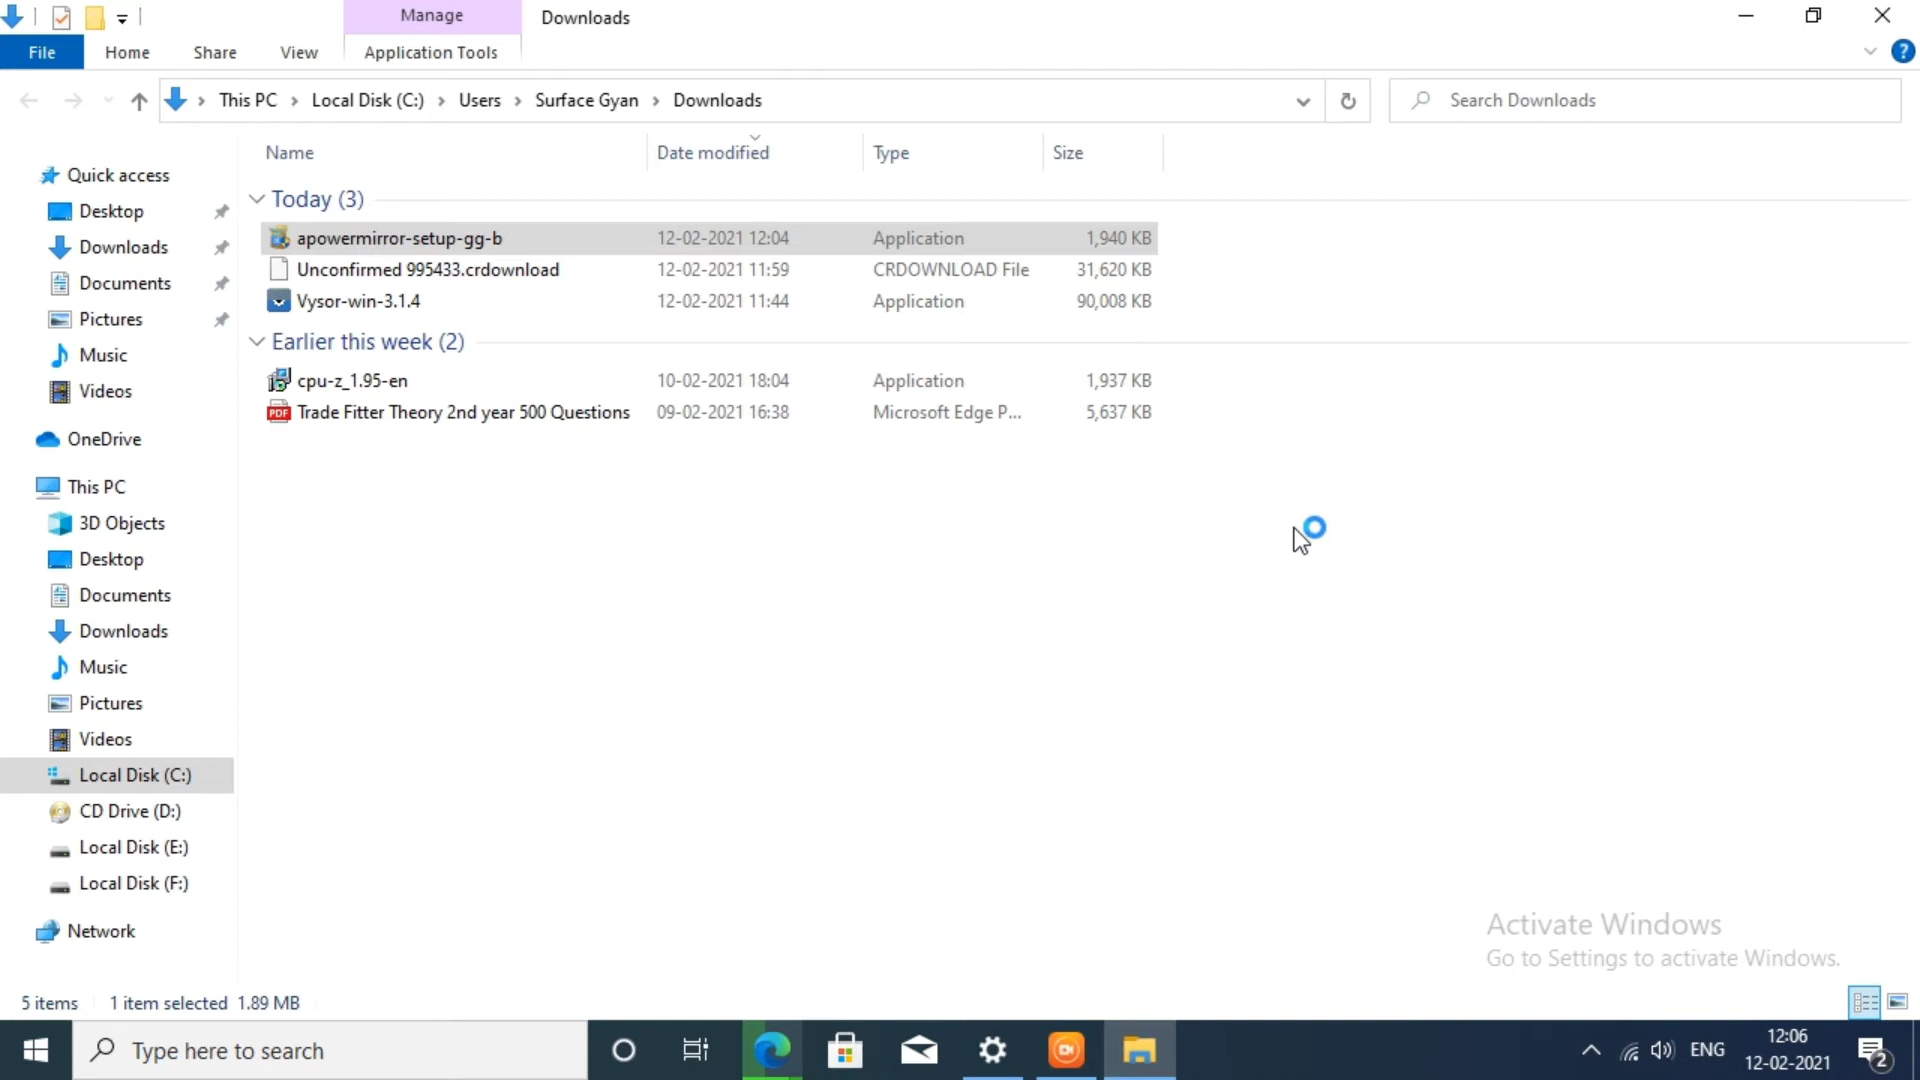 Manage
Downloads
File
Home
Share
View
Application Tools
?
This PC
Local Disk (C:)
Users
Surface Gyan
Downloads
Search Downloads
Name
Date modified
Type
Size
Quick access
Desktop
Downloads
Documents
Pictures
Music
Videos
OneDrive
This PC
3D Objects
Desktop
Documents
Downloads
Music
Pictures
Videos
Local Disk (C:)
CD Drive (D:)
Local Disk (E:)
Local Disk (F:)
Network
Today (3)
apowermirror-setup-gg-b 12-02-2021 12:04 Application 1,940 KB
Unconfirmed 995433.crdownload 12-02-2021 11:59 CRDOWNLOAD File 31,620 KB
Vysor-win-3.1.4 12-02-2021 11:44 Application 90,008 KB
Earlier this week (2)
cpu-z_1.95-en 10-02-2021 18:04 Application 1,937 KB
PDF Trade Fitter Theory 2nd year 500 Questions 09-02-2021 16:38 Microsoft Edge P... 5,637 KB
Activate Windows
Go to Settings to activate Windows.
5 items 1 item selected 1.89 MB
Type here to search
ENG
12:06
12-02-2021
2